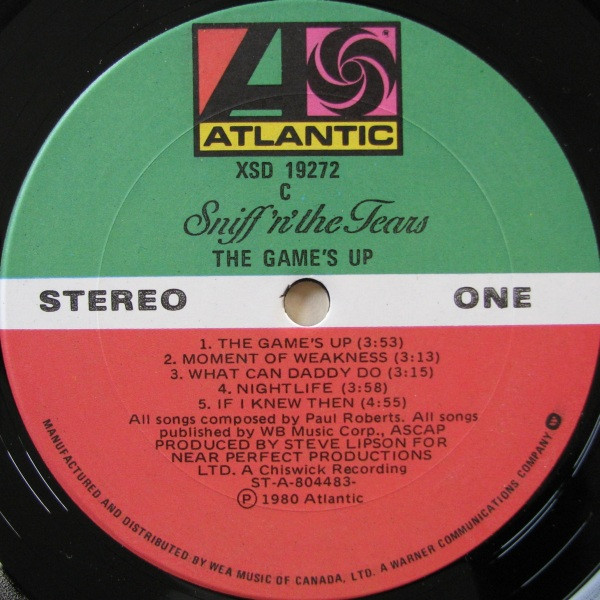 ATLANTIC
XSD 19272
C
Sniff 'n' the Tears
THE GAME'S UP
STEREO ONE
1. THE GAME'S UP (3:53)
2. MOMENT OF WEAKNESS (3:13)
3. WHAT CAN DADDY DO (3:15)
4. NIGHTLIFE (3:58)
5. IF I KNEW THEN (4:55)
All songs composed by Paul Roberts. All songs
published by WB Music Corp., ASCAP
PRODUCED BY STEVE LIPSON FOR
NEAR PERFECT PRODUCTIONS
LTD. A Chiswick Recording
ST-A-804483-
Ⓟ 1980 Atlantic
MANUFACTURED AND DISTRIBUTED BY WEA MUSIC OF CANADA, LTD. A WARNER COMMUNICATIONS COMPANY